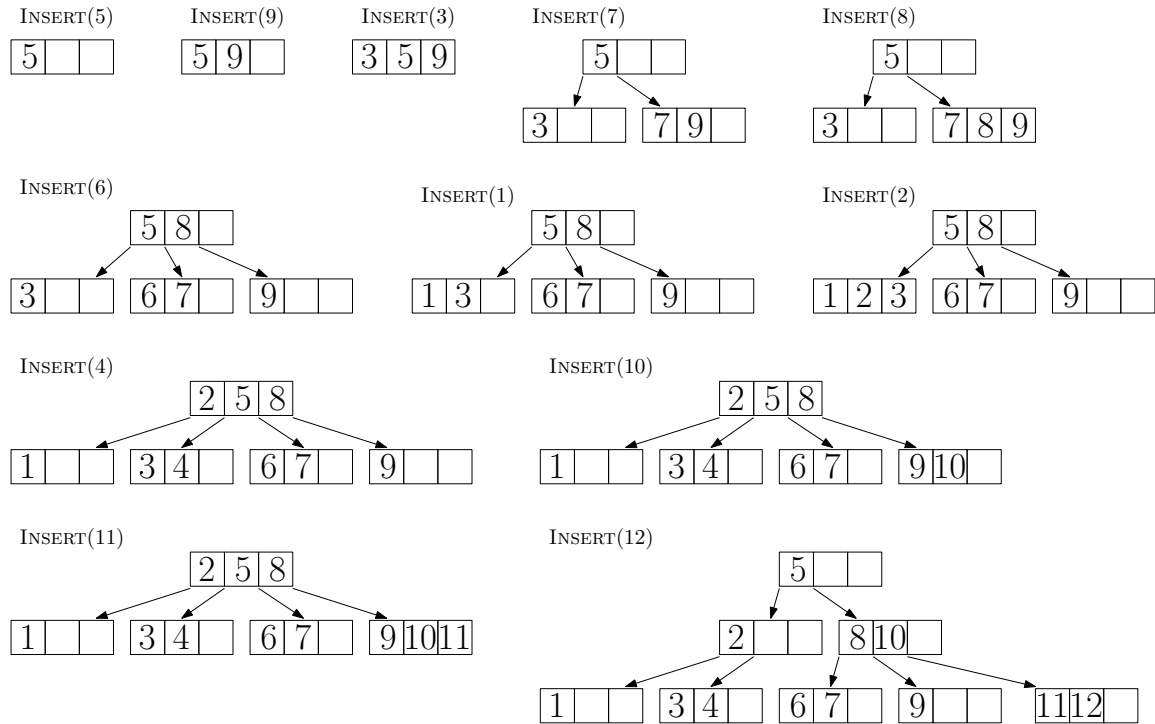 INSERT(5) INSERT(9) INSERT(3) INSERT(7) INSERT(8)
5 5 9 3 5 9 5 5
3 7 9 3 7 8 9
INSERT(6) INSERT(1) INSERT(2)
5 8 5 8 5 8
3 6 7 9 1 3 6 7 9 1 2 3 6 7 9
INSERT(4) INSERT(10)
2 5 8 2 5 8
1 3 4 6 7 9 1 3 4 6 7 9 10
INSERT(11) INSERT(12)
2 5 8 5
1 3 4 6 7 9 10 11 2 8 10
1 3 4 6 7 9 11 12